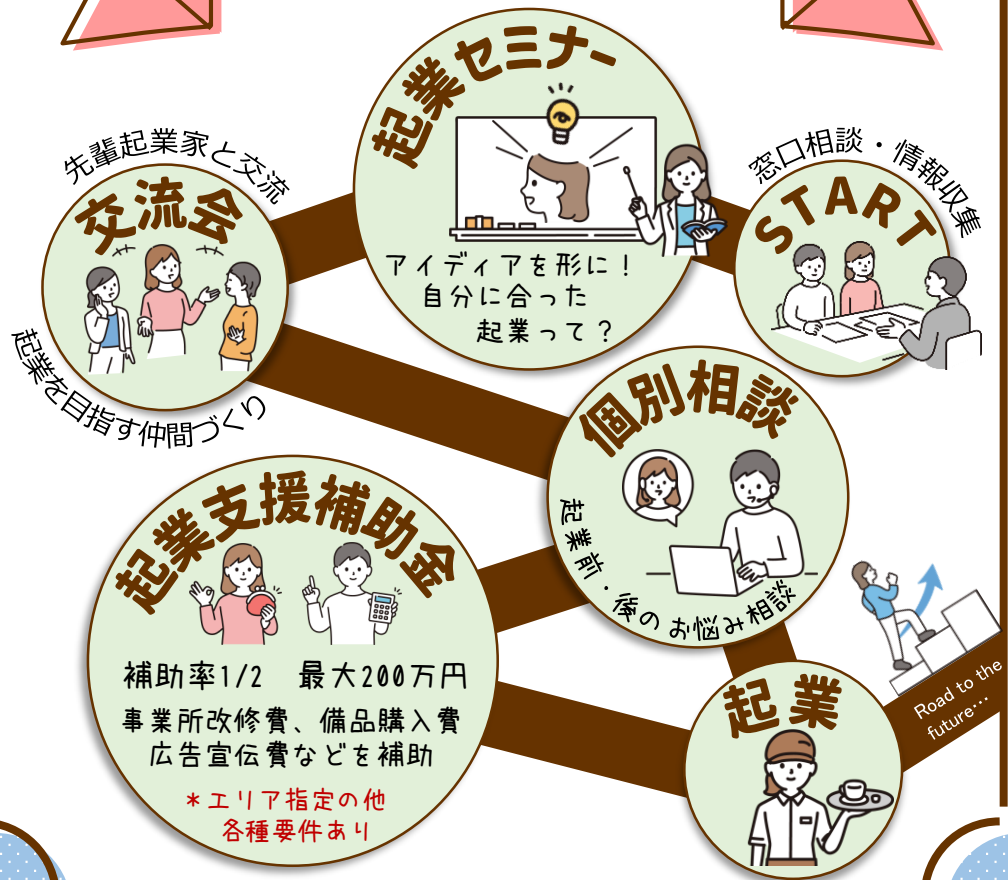 窓口相談・情報収集
START
起業セミナー
アイディアを形に!
自分に合った
起業って?
先輩起業家と交流
交流会
起業を目指す仲間づくり
個別相談
起業前・後のお悩み相談
起業支援補助金
補助率1/2 最大200万円
事業所改修費、備品購入費
広告宣伝費などを補助
*エリア指定の他
各種要件あり
起業
Road to the
future…